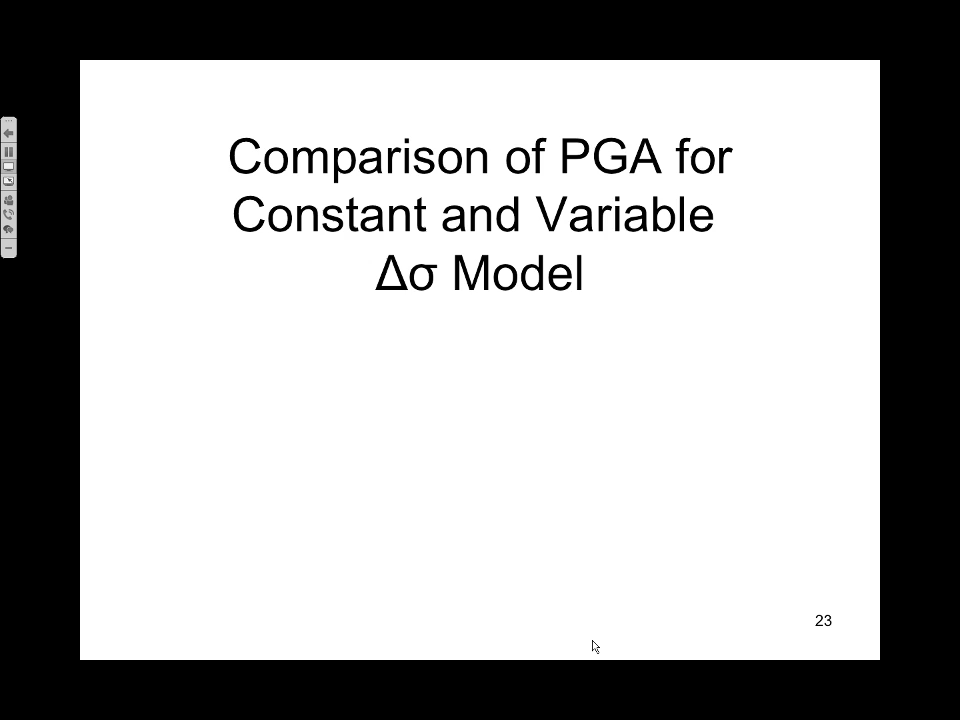 Comparison of PGA for
Constant and Variable
Δσ Model
23